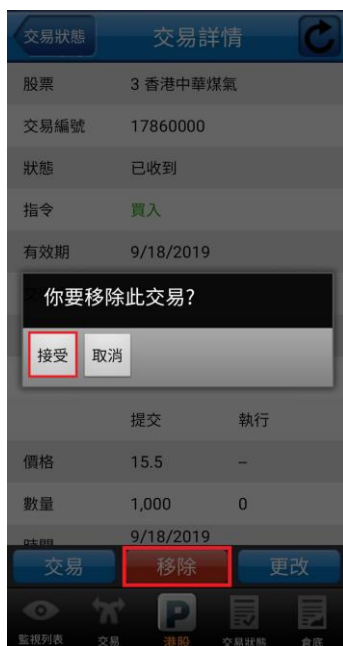 交易狀態 交易詳情
股票 3 香港中華煤氣
交易編號 17860000
狀態 已收到
指令 買入
有效期 9/18/2019
你要移除此交易?
接受 取消
提交 執行
價格 15.5 –
數量 1,000 0
時間 9/18/2019
交易 移除 更改
監視列表 交易 港股 交易狀態 倉底